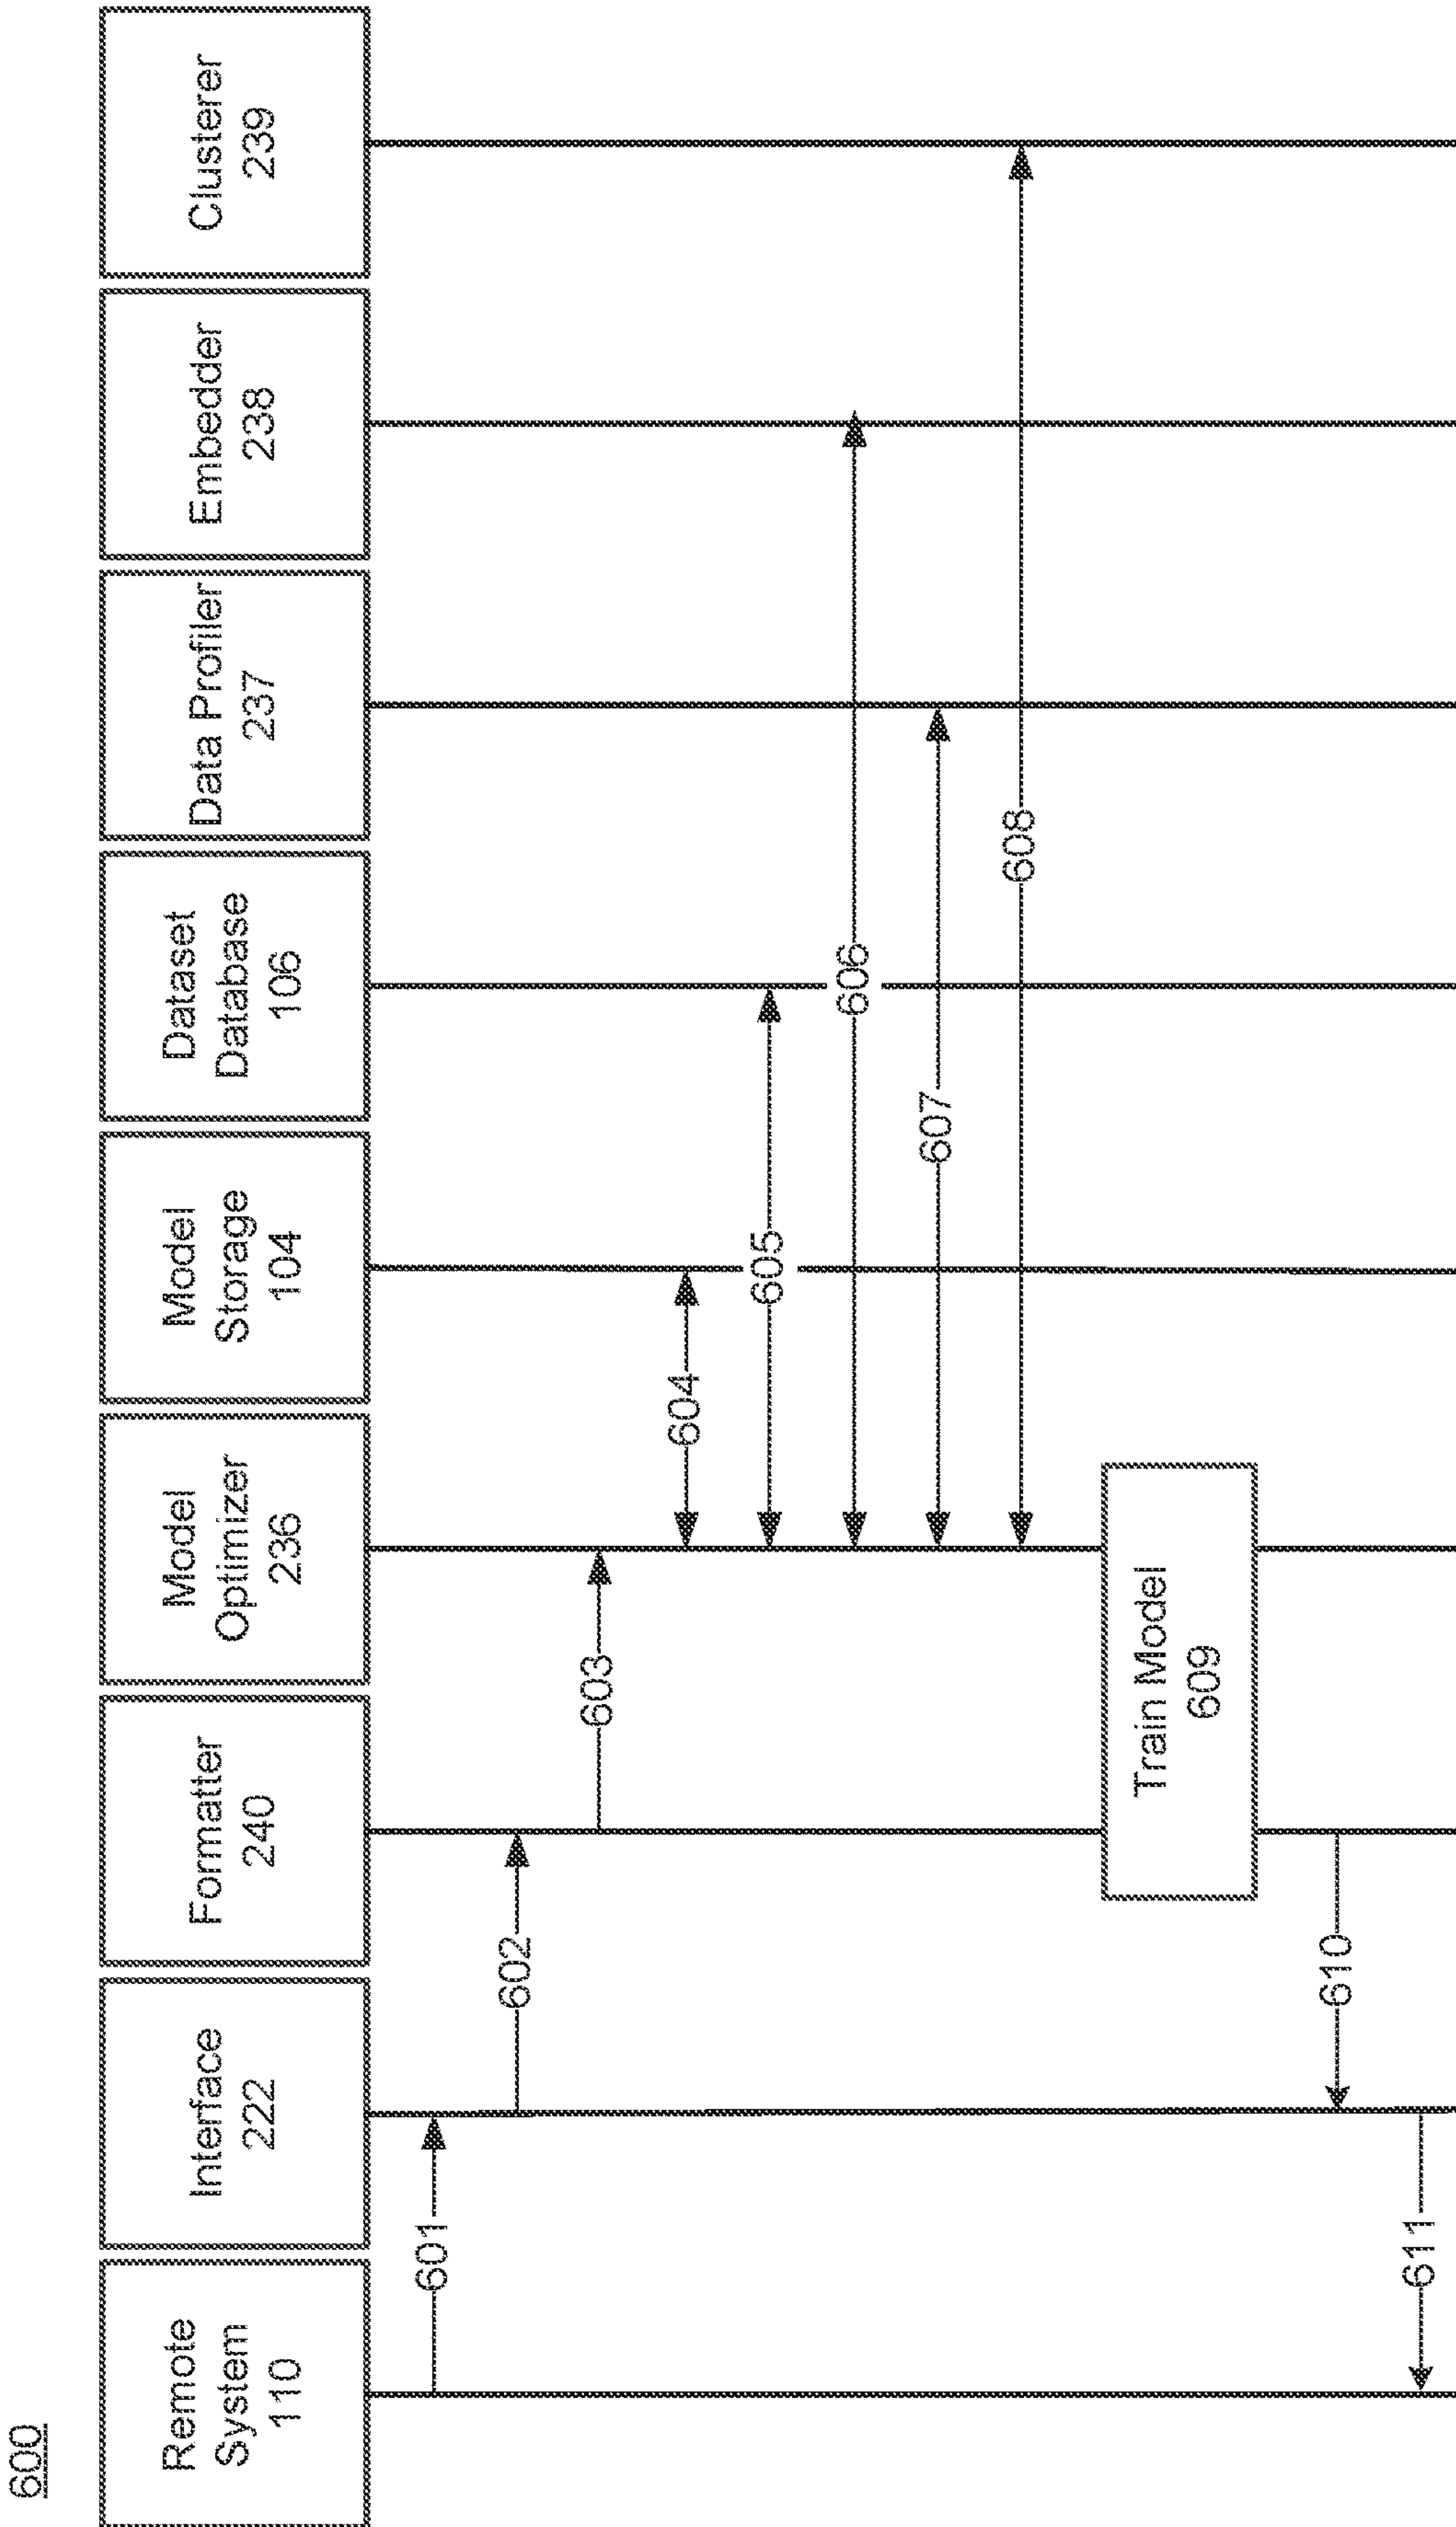 600
Remote
System
110
Interface
222
Formatter
240
Model
Optimizer
236
Model
Storage
104
Dataset
Database
106
Data Profiler
237
Embedder
238
Clusterer
239
601
602
603
604
605
606
607
608
Train Model
609
610
611